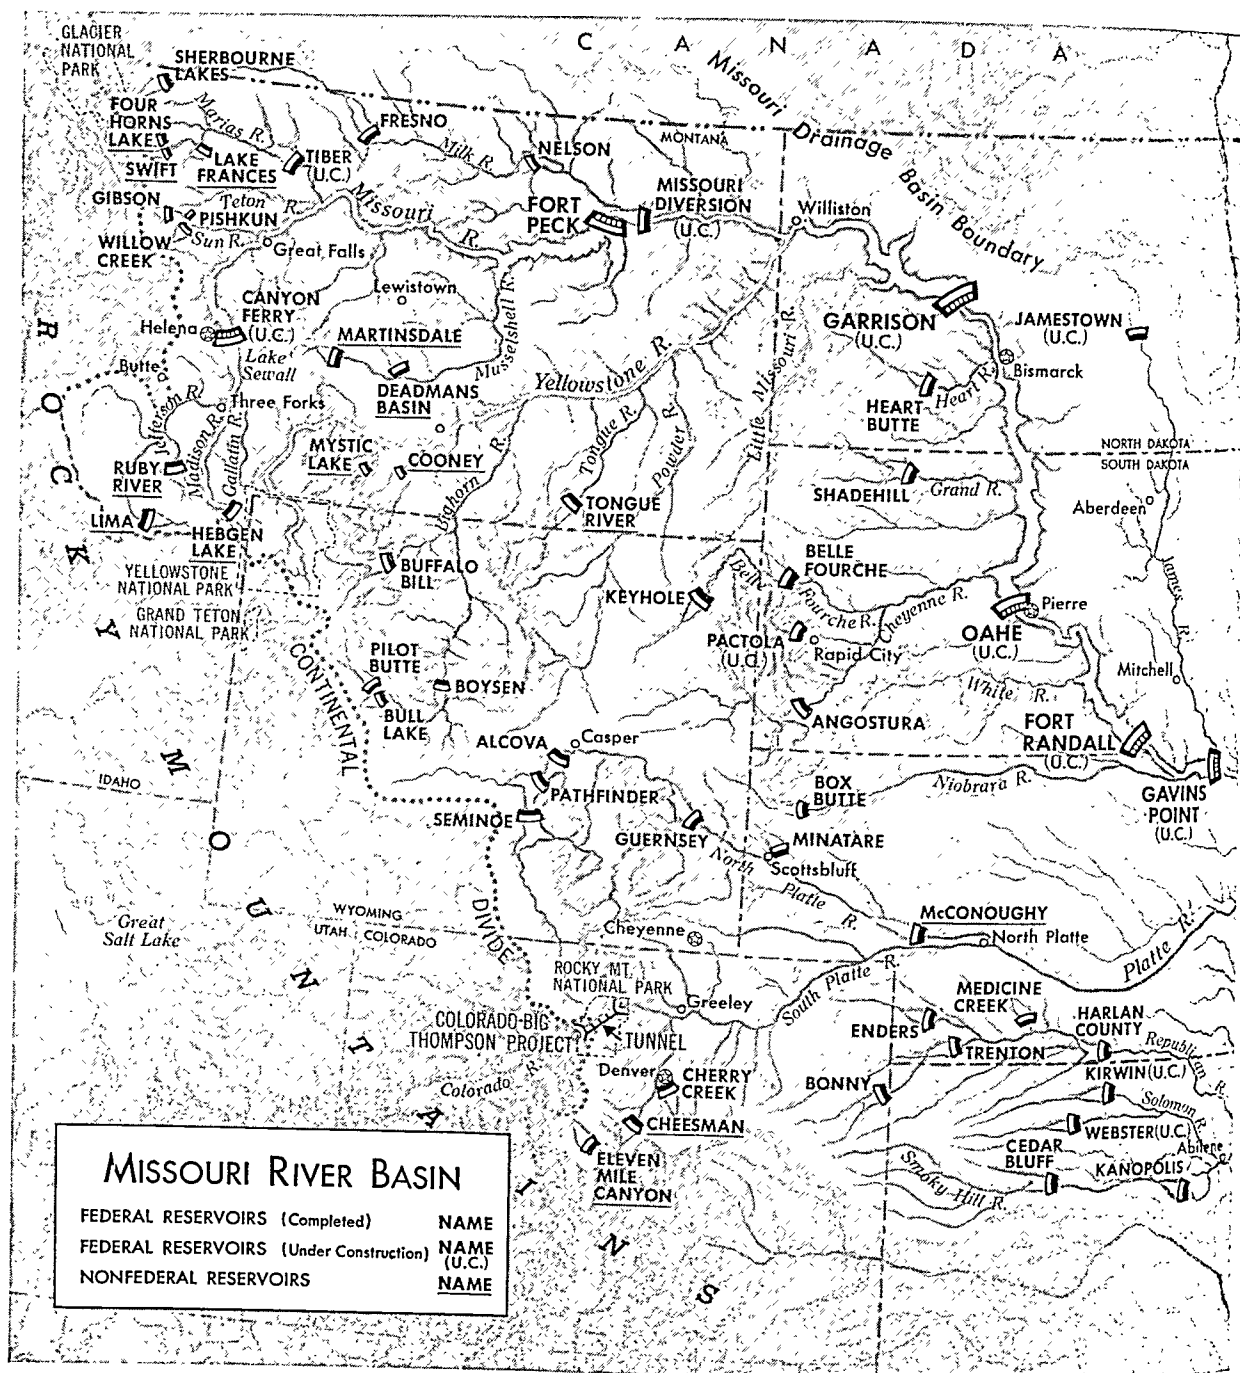 GLACIER
NATIONAL
PARK
C A N A D A
SHERBOURNE
LAKES
Missouri
Drainage
Basin Boundary
FOUR
HORNS
LAKE
Marias R.
FRESNO
MONTANA
SWIFT
LAKE
FRANCES
TIBER
(U.C.)
Milk R.
NELSON
GIBSON
Teton R.
PISHKUN
Missouri R.
FORT
PECK
MISSOURI
DIVERSION
(U.C.)
Williston
WILLOW
CREEK
Sun R.
Great Falls
Lewistown
CANYON
FERRY
(U.C.)
Helena
MARTINSDALE
Musselshell R.
Little Missouri R.
GARRISON
(U.C.)
JAMESTOWN
(U.C.)
Lake
Sewall
Butte
DEADMANS
BASIN
Yellowstone R.
Bismarck
Heart R.
HEART
BUTTE
Jefferson R.
Three Forks
Madison R.
Gallatin R.
MYSTIC
LAKE
COONEY
Bighorn R.
Tongue R.
Powder R.
NORTH DAKOTA
SOUTH DAKOTA
RUBY
RIVER
SHADEHILL
Grand R.
TONGUE
RIVER
Aberdeen
LIMA
HEBGEN
LAKE
YELLOWSTONE
NATIONAL PARK
BUFFALO
BILL
BELLE
FOURCHE
Belle
Fourche R.
KEYHOLE
Cheyenne R.
James R.
GRAND TETON
NATIONAL PARK
Pierre
OAHE
(U.C.)
PACTOLA
(U.C.)
Rapid City
PILOT
BUTTE
BOYSEN
White R.
Mitchell
BULL
LAKE
ANGOSTURA
FORT
RANDALL
(U.C.)
CONTINENTAL
DIVIDE
ALCOVA
Casper
PATHFINDER
BOX
BUTTE
Niobrara R.
GAVINS
POINT
(U.C.)
IDAHO
SEMINOE
GUERNSEY
MINATARE
Scottsbluff
North
Platte R.
ROCKY MOUNTAINS
Great
Salt Lake
WYOMING
UTAH
COLORADO
Cheyenne
McCONOUGHY
North Platte
Platte R.
ROCKY MT.
NATIONAL PARK
South Platte R.
Greeley
COLORADO-BIG
THOMPSON PROJECT
TUNNEL
MEDICINE
CREEK
HARLAN
COUNTY
ENDERS
TRENTON
Republican R.
Colorado R.
Denver
CHERRY
CREEK
BONNY
KIRWIN (U.C.)
Solomon R.
CHEESMAN
WEBSTER (U.C.)
CEDAR
BLUFF
Abilene
ELEVEN
MILE
CANYON
Smoky Hill R.
KANOPOLIS
MISSOURI RIVER BASIN
FEDERAL RESERVOIRS (Completed) NAME
FEDERAL RESERVOIRS (Under Construction) NAME
(U.C.)
NONFEDERAL RESERVOIRS NAME